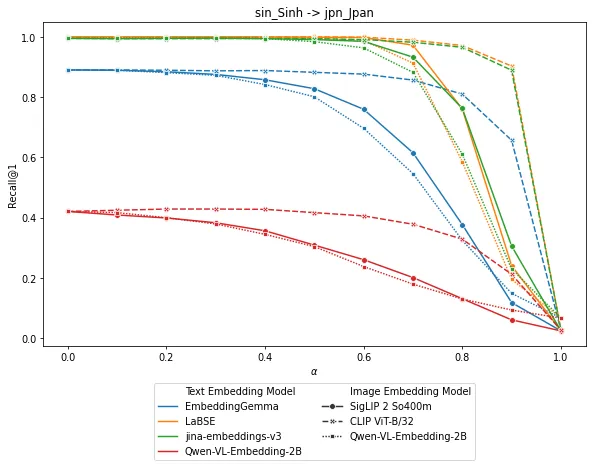 sin_Sinh -> jpn_Jpan
1.0
0.8
0.6
0.4
0.2
0.0
Recall@1
0.0 0.2 0.4 0.6 0.8 1.0
α
Text Embedding Model Image Embedding Model
EmbeddingGemma SigLIP 2 So400m
LaBSE CLIP ViT-B/32
jina-embeddings-v3 Qwen-VL-Embedding-2B
Qwen-VL-Embedding-2B